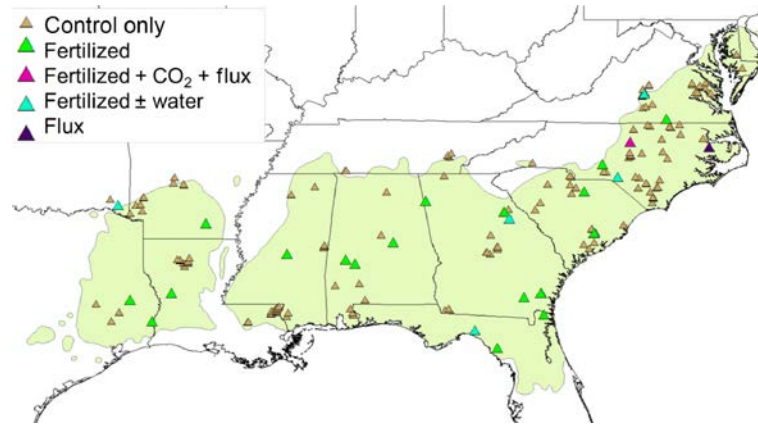 Control only
Fertilized
Fertilized + CO₂ + flux
Fertilized ± water
Flux